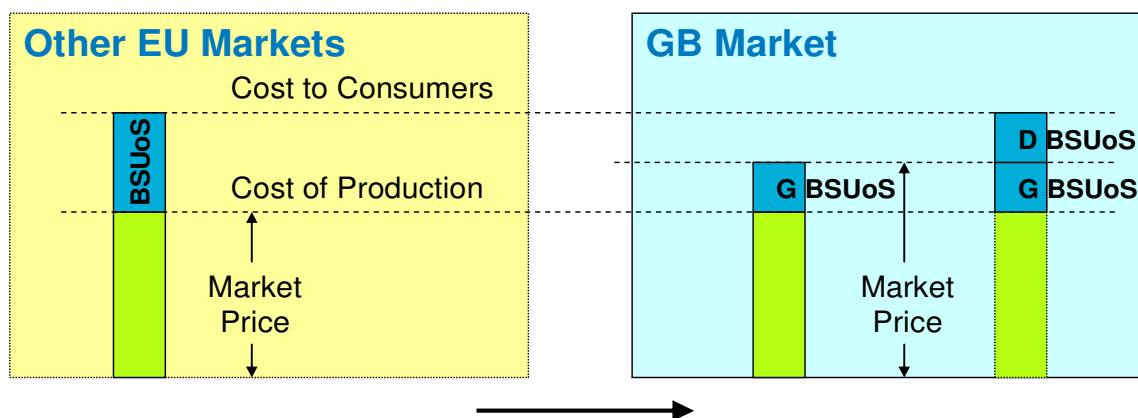 Other EU Markets
Cost to Consumers
BSUoS
Cost of Production
Market
Price
GB Market
D BSUoS
G BSUoS
G BSUoS
Market
Price